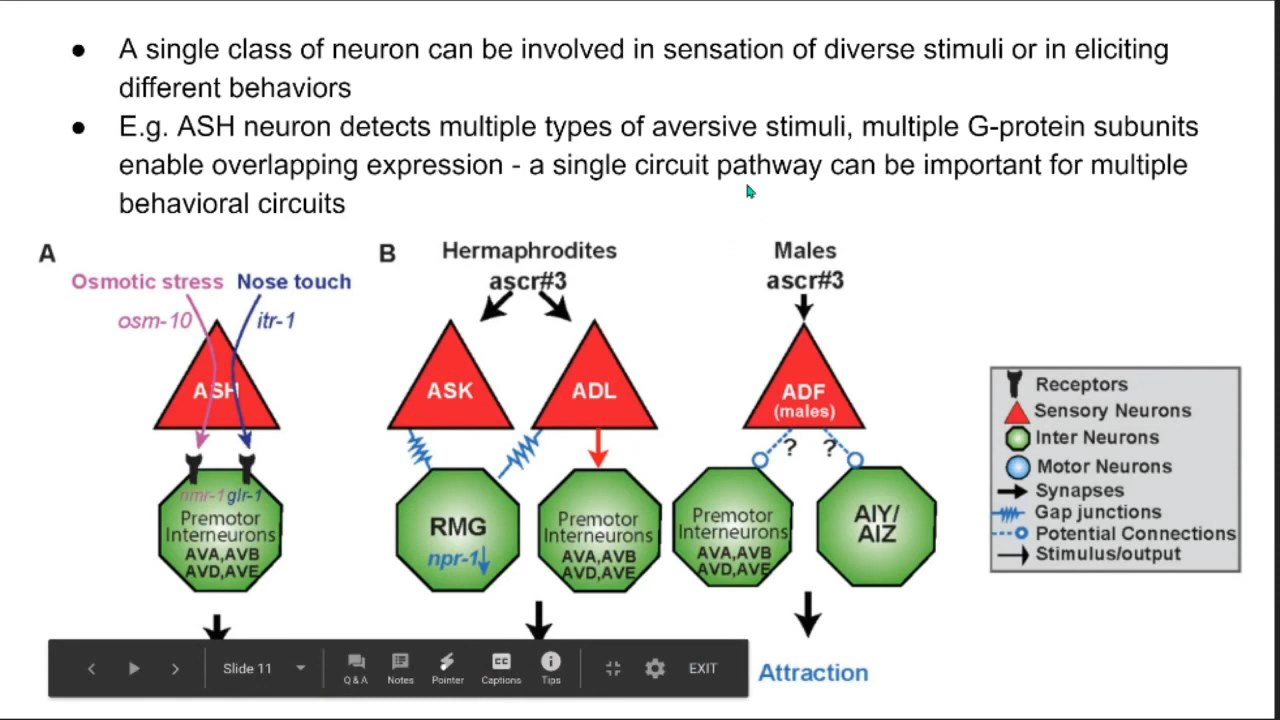 ● A single class of neuron can be involved in sensation of diverse stimuli or in eliciting
different behaviors
● E.g. ASH neuron detects multiple types of aversive stimuli, multiple G-protein subunits
enable overlapping expression - a single circuit pathway can be important for multiple
behavioral circuits
A
Osmotic stress Nose touch
osm-10 itr-1
ASH
nmr-1 glr-1
Premotor
Interneurons
AVA,AVB
AVD,AVE
B
Hermaphrodites
ascr#3
ASK
ADL
RMG
npr-1
Premotor
Interneurons
AVA,AVB
AVD,AVE
Males
ascr#3
ADF
(males)
? ?
Premotor
Interneurons
AVA,AVB
AVD,AVE
AIY/
AIZ
Attraction
Receptors
Sensory Neurons
Inter Neurons
Motor Neurons
Synapses
Gap junctions
Potential Connections
Stimulus/output
Slide 11
Q&A
Notes
Pointer
CC
Captions
Tips
EXIT